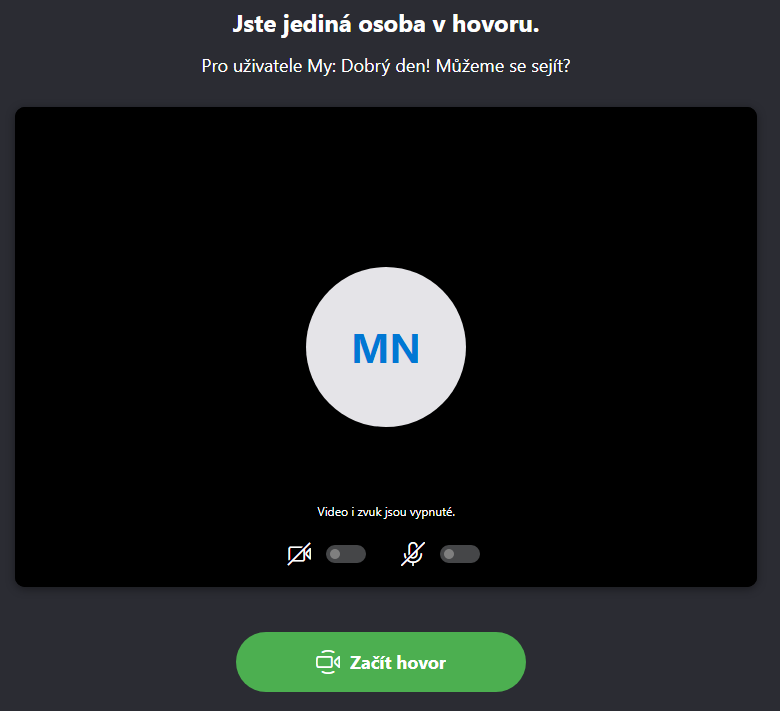 Jste jediná osoba v hovoru.
Pro uživatele My: Dobrý den! Můžeme se sejít?
MN
Video i zvuk jsou vypnuté.
Začít hovor